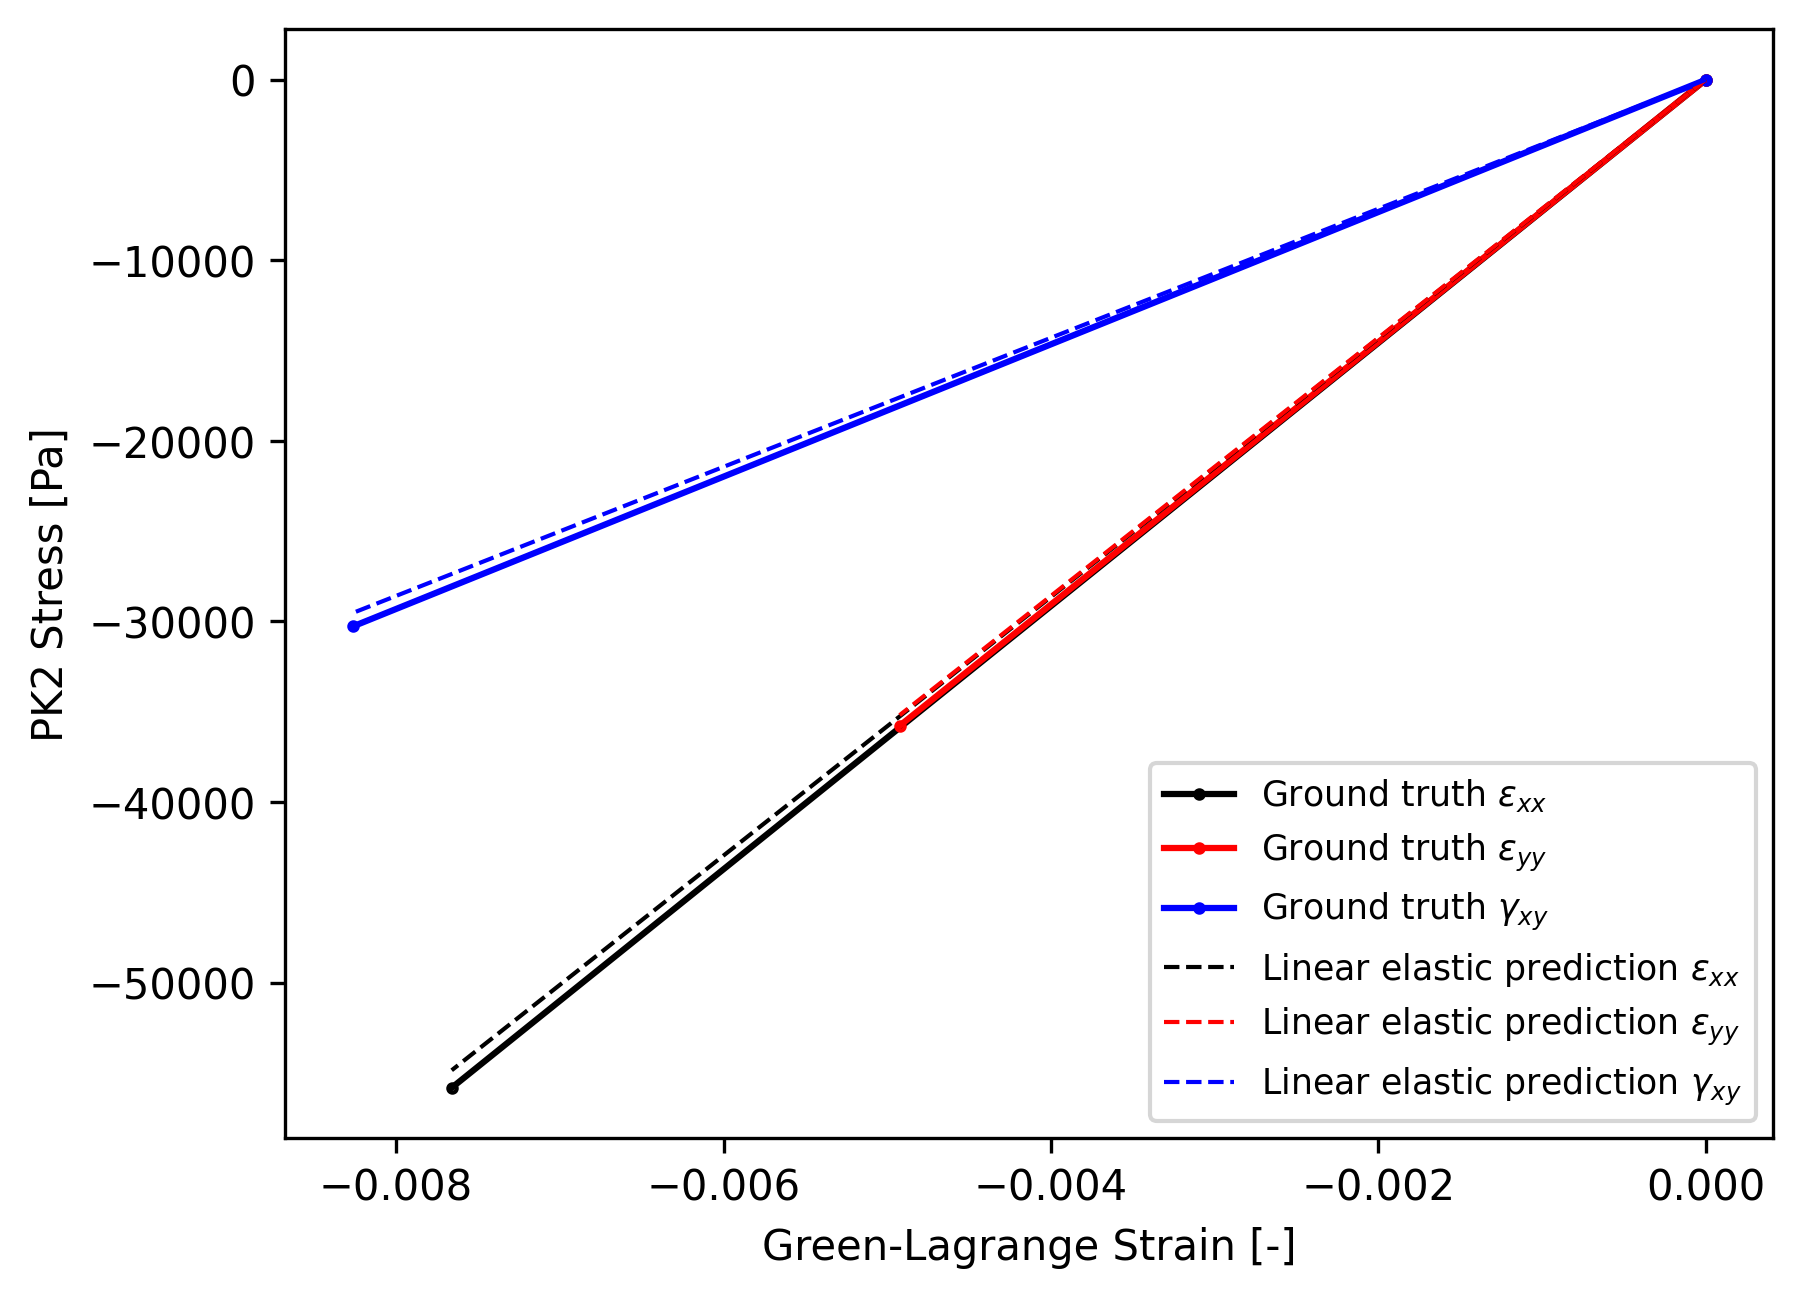 0
−10000
−20000
−30000
−40000
−50000
PK2 Stress [Pa]
−0.008
−0.006
−0.004
−0.002
0.000
Green-Lagrange Strain [-]
Ground truth εxx
Ground truth εyy
Ground truth γxy
Linear elastic prediction εxx
Linear elastic prediction εyy
Linear elastic prediction γxy